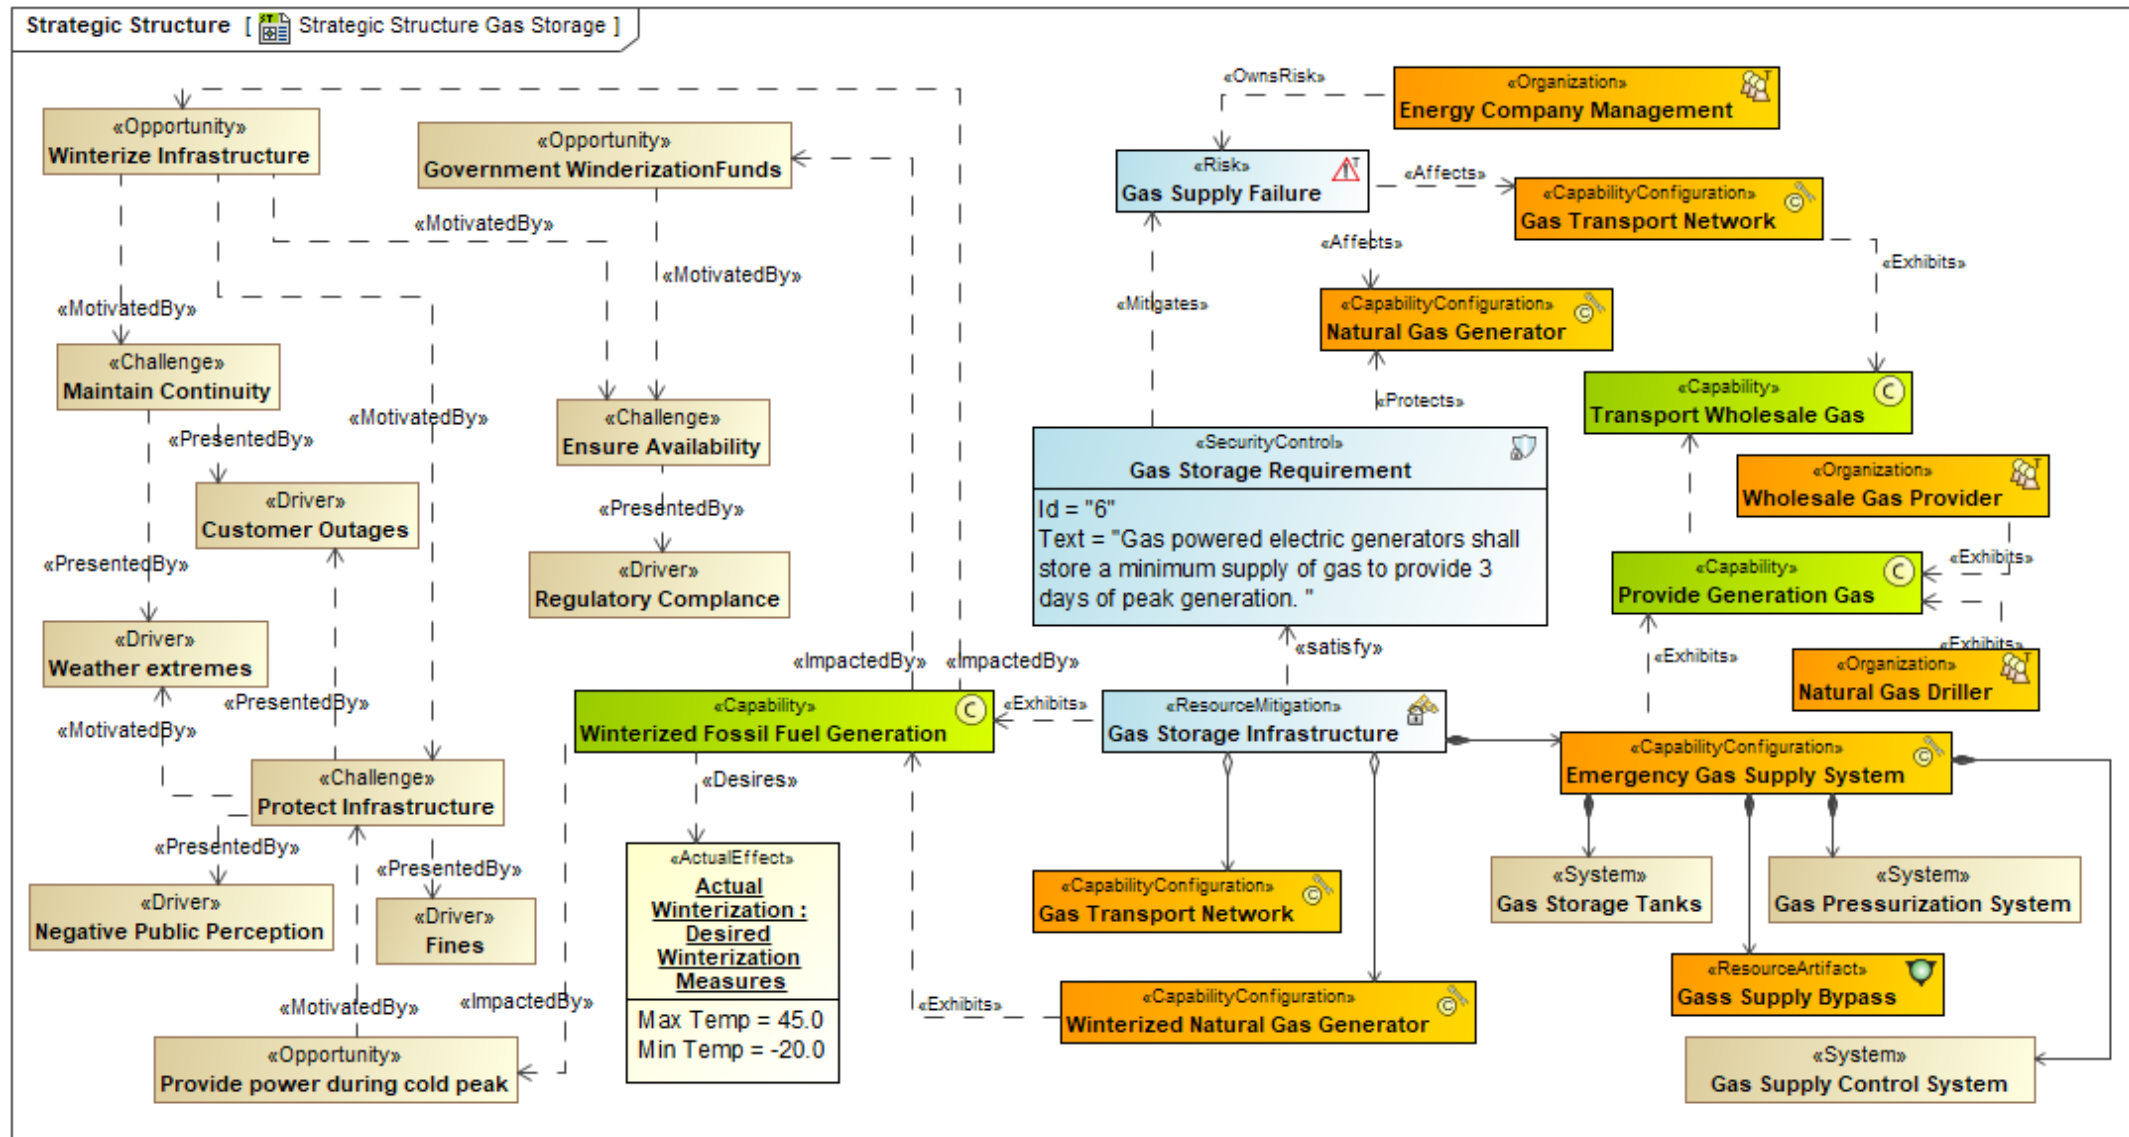 Strategic Structure [ Strategic Structure Gas Storage ]
«OwnsRisk»
«Organization»
Energy Company Management
«Opportunity»
Winterize Infrastructure
«Opportunity»
Government WinderizationFunds
«Risk»
Gas Supply Failure
«Affects»
«CapabilityConfiguration»
Gas Transport Network
«MotivatedBy»
«Affects»
«Exhibits»
«MotivatedBy»
«MotivatedBy»
«Mitigates»
«CapabilityConfiguration»
Natural Gas Generator
«Challenge»
Maintain Continuity
«Capability»
Transport Wholesale Gas
«MotivatedBy»
«Challenge»
Ensure Availability
«Protects»
«PresentedBy»
«SecurityControl»
Gas Storage Requirement
Id = "6"
Text = "Gas powered electric generators shall
store a minimum supply of gas to provide 3
days of peak generation. "
«Organization»
Wholesale Gas Provider
«Driver»
Customer Outages
«PresentedBy»
«Exhibits»
«PresentedBy»
«Driver»
Regulatory Complance
«Capability»
Provide Generation Gas
«Driver»
Weather extremes
«ImpactedBy»
«ImpactedBy»
«satisfy»
«Exhibits»
«Exhibits»
«Organization»
Natural Gas Driller
«PresentedBy»
«MotivatedBy»
«Capability»
Winterized Fossil Fuel Generation
«Exhibits»
«ResourceMitigation»
Gas Storage Infrastructure
«CapabilityConfiguration»
Emergency Gas Supply System
«Challenge»
Protect Infrastructure
«Desires»
«PresentedBy»
«PresentedBy»
«ActualEffect»
Actual
Winterization :
Desired
Winterization
Measures
Max Temp = 45.0
Min Temp = -20.0
«CapabilityConfiguration»
Gas Transport Network
«System»
Gas Storage Tanks
«System»
Gas Pressurization System
«Driver»
Negative Public Perception
«Driver»
Fines
«ResourceArtifact»
Gass Supply Bypass
«MotivatedBy»
«ImpactedBy»
«Exhibits»
«CapabilityConfiguration»
Winterized Natural Gas Generator
«Opportunity»
Provide power during cold peak
«System»
Gas Supply Control System